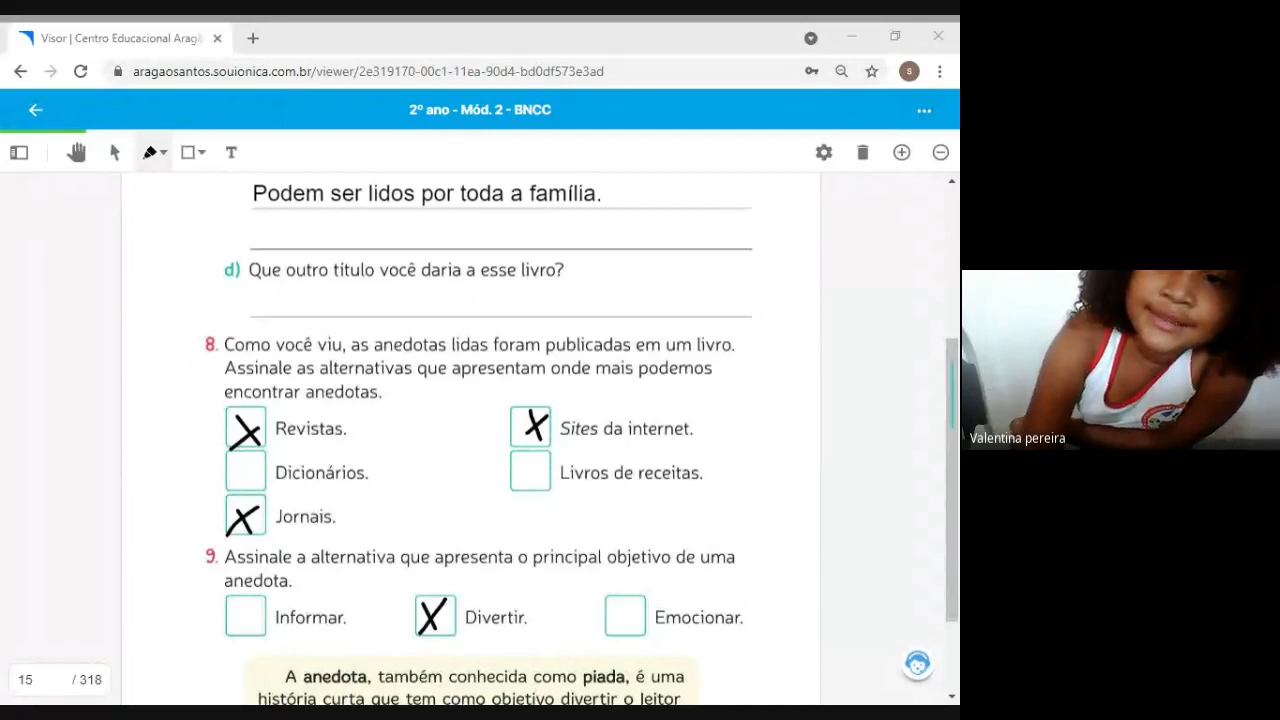 Visor | Centro Educacional Arag
aragaosantos.souionica.com.br/viewer/2e319170-00c1-11ea-90d4-bd0df573e3ad
S
2º ano - Mód. 2 - BNCC
T
Podem ser lidos por toda a família.
d) Que outro título você daria a esse livro?
8. Como você viu, as anedotas lidas foram publicadas em um livro.
Assinale as alternativas que apresentam onde mais podemos
encontrar anedotas.
X Revistas. X Sites da internet.
Dicionários. Livros de receitas.
X Jornais.
9. Assinale a alternativa que apresenta o principal objetivo de uma
anedota.
Informar. X Divertir. Emocionar.
A anedota, também conhecida como piada, é uma
história curta que tem como objetivo divertir o leitor
15 / 318
Valentina pereira